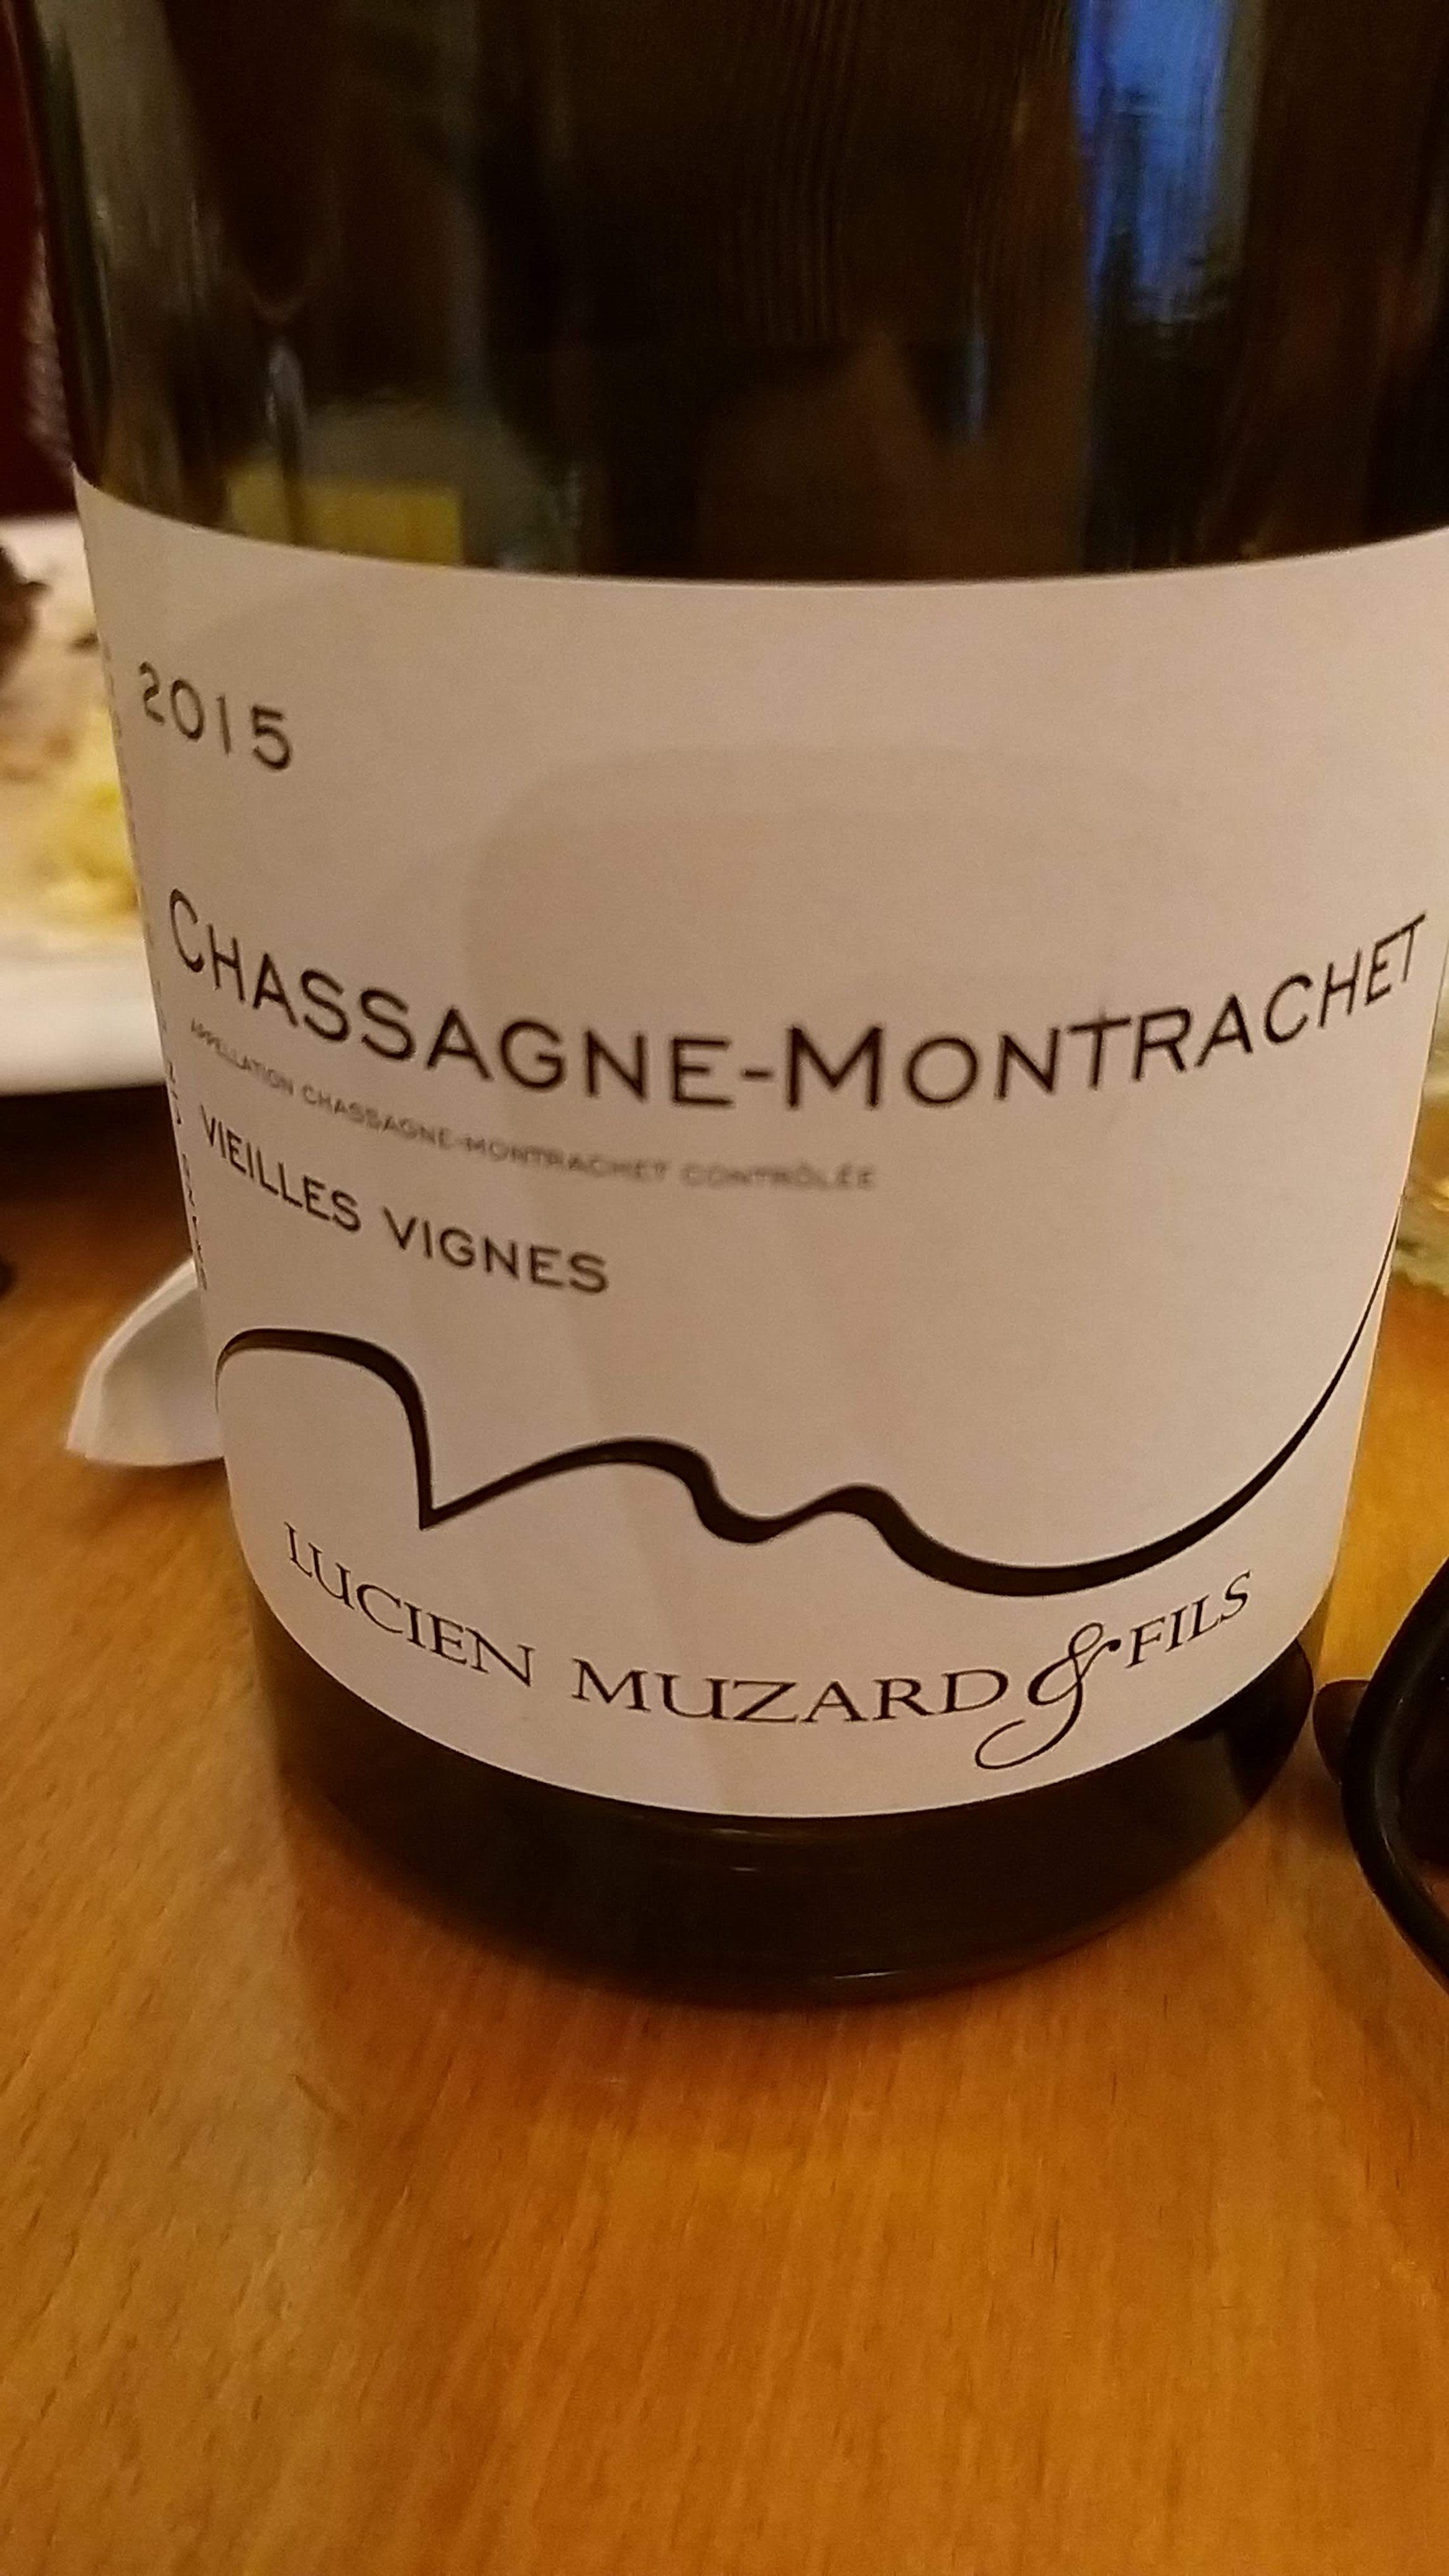 2015
CHASSAGNE-MONTRACHET
APPELLATION CHASSAGNE-MONTRACHET CONTRÔLÉE
VIEILLES VIGNES
LUCIEN MUZARD & FILS